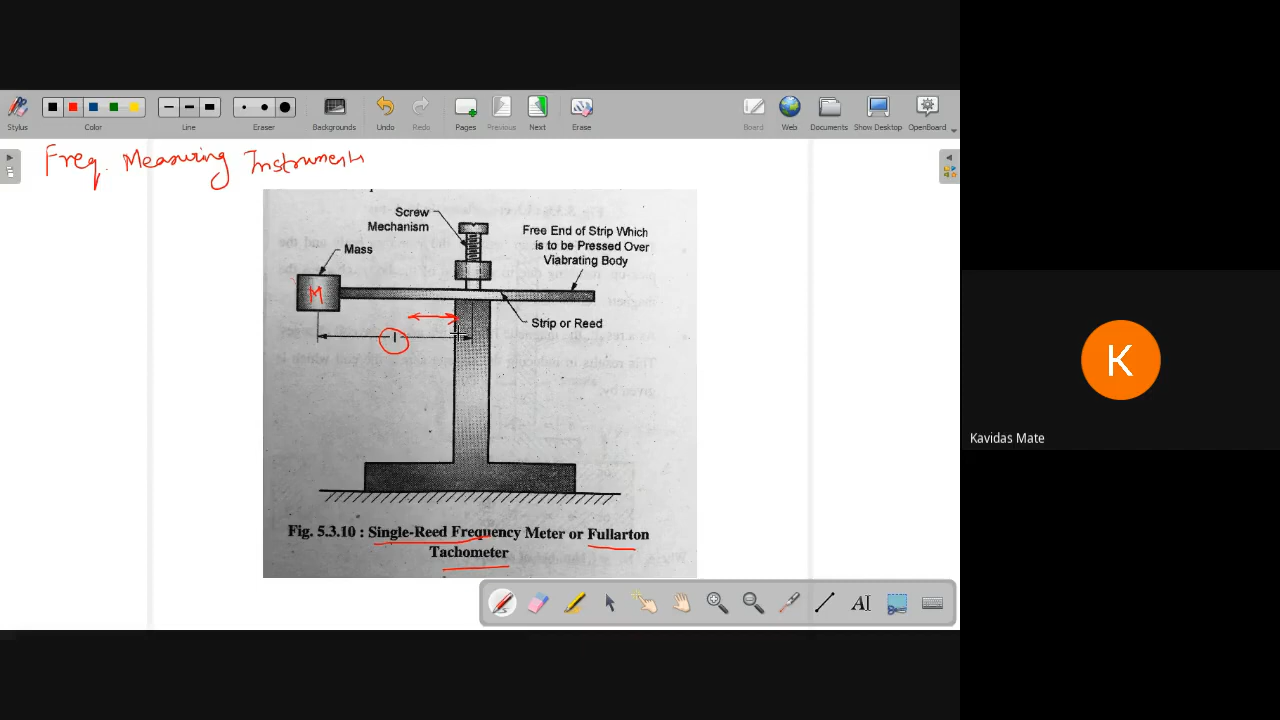 Stylus
Color
Line
Eraser
Backgrounds
Undo
Redo
Pages
Previous
Next
Erase
Board
Web
Documents
Show Desktop
OpenBoard
Freq. Measuring Instruments
Screw
Mechanism
Free End of Strip Which
is to be Pressed Over
Viabrating Body
Mass
M
Strip or Reed
l
Fig. 5.3.10 : Single-Reed Frequency Meter or Fullarton
Tachometer
AI
K
Kavidas Mate